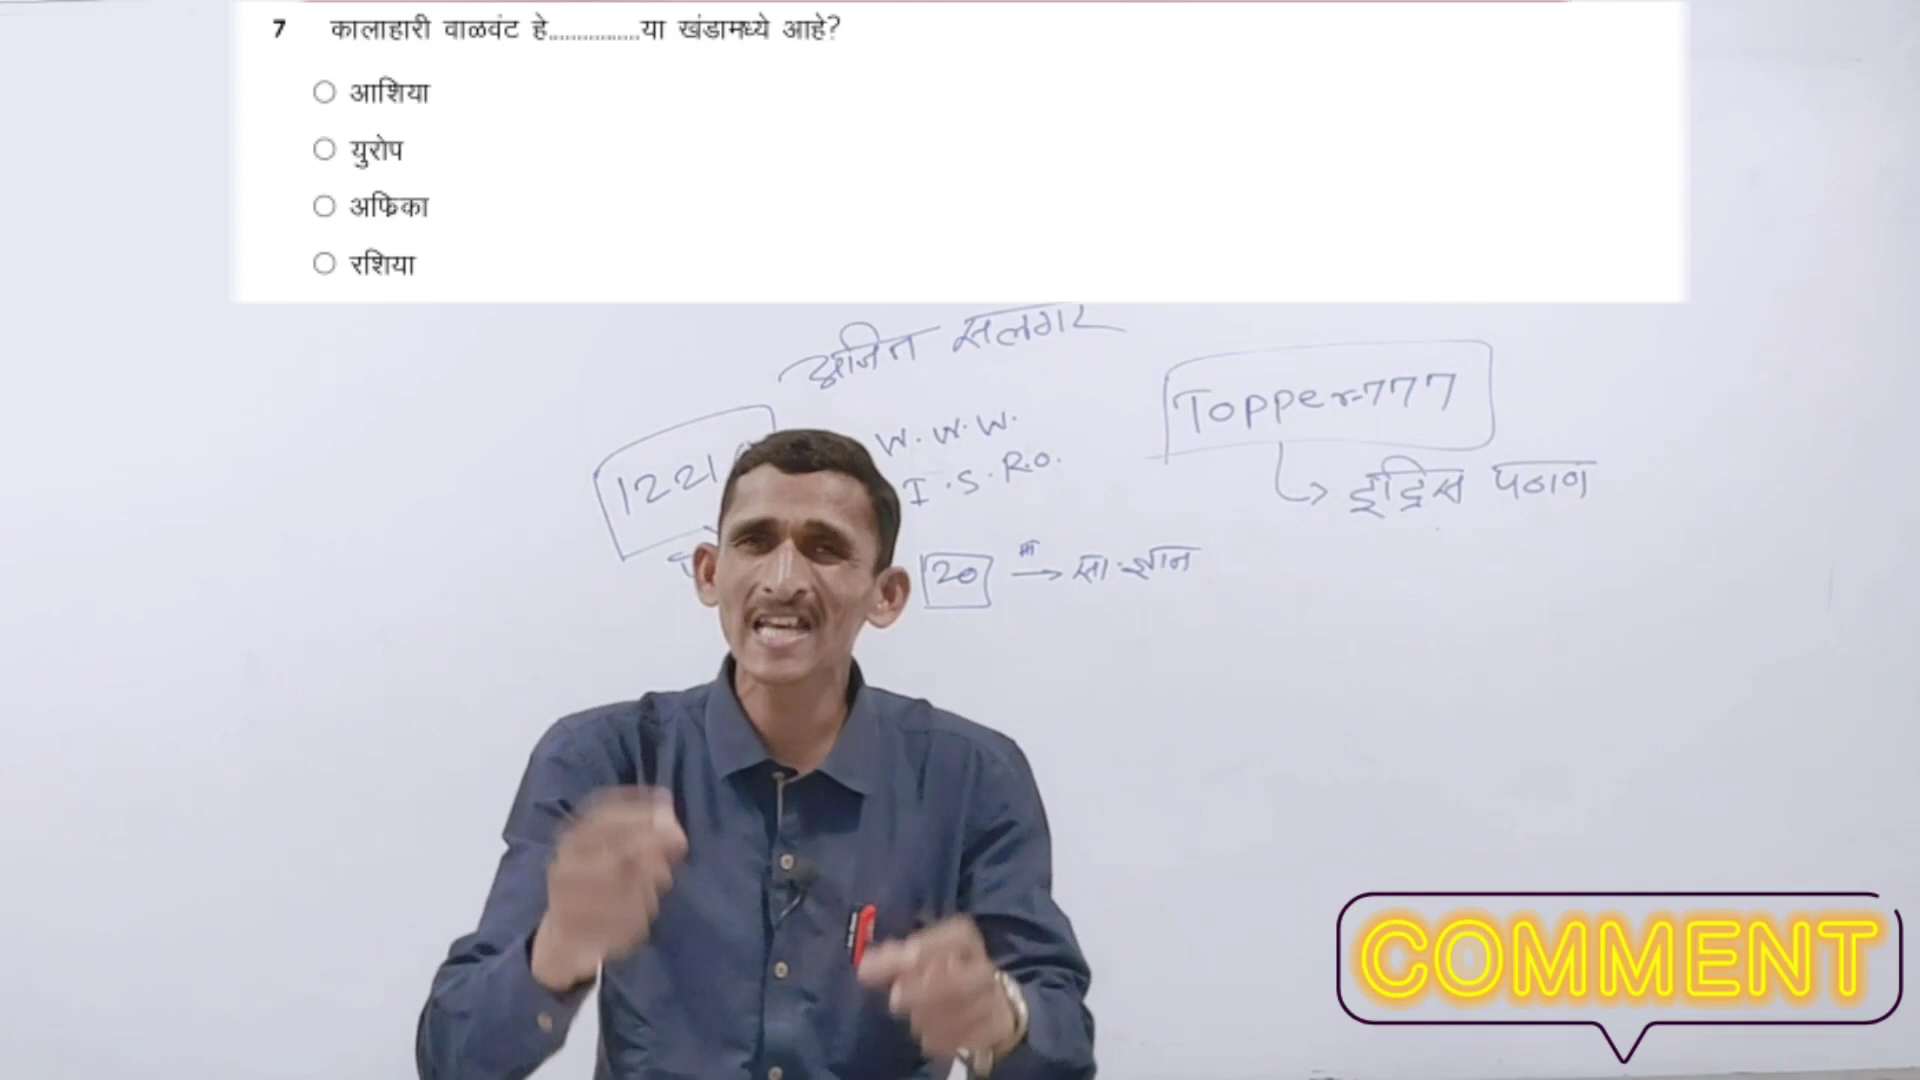 7 कालाहारी वाळवंट हे................या खंडामध्ये आहे?
आशिया
युरोप
अफ्रिका
रशिया
अजित सलगर
Topper-777
W. W. W.
1221
I.S.R.O.
इद्रिस पठाण
20 → सा.ज्ञान
COMMENT